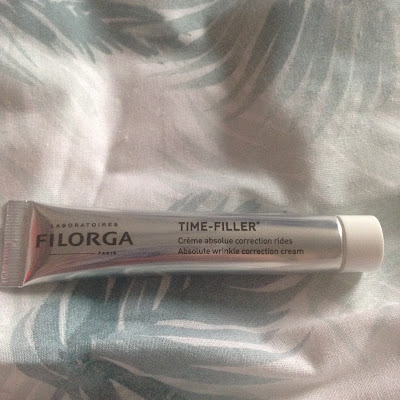 LABORATOIRES
FILORGA
PARIS
TIME-FILLER®
Crème absolue correction rides
Absolute wrinkle correction cream